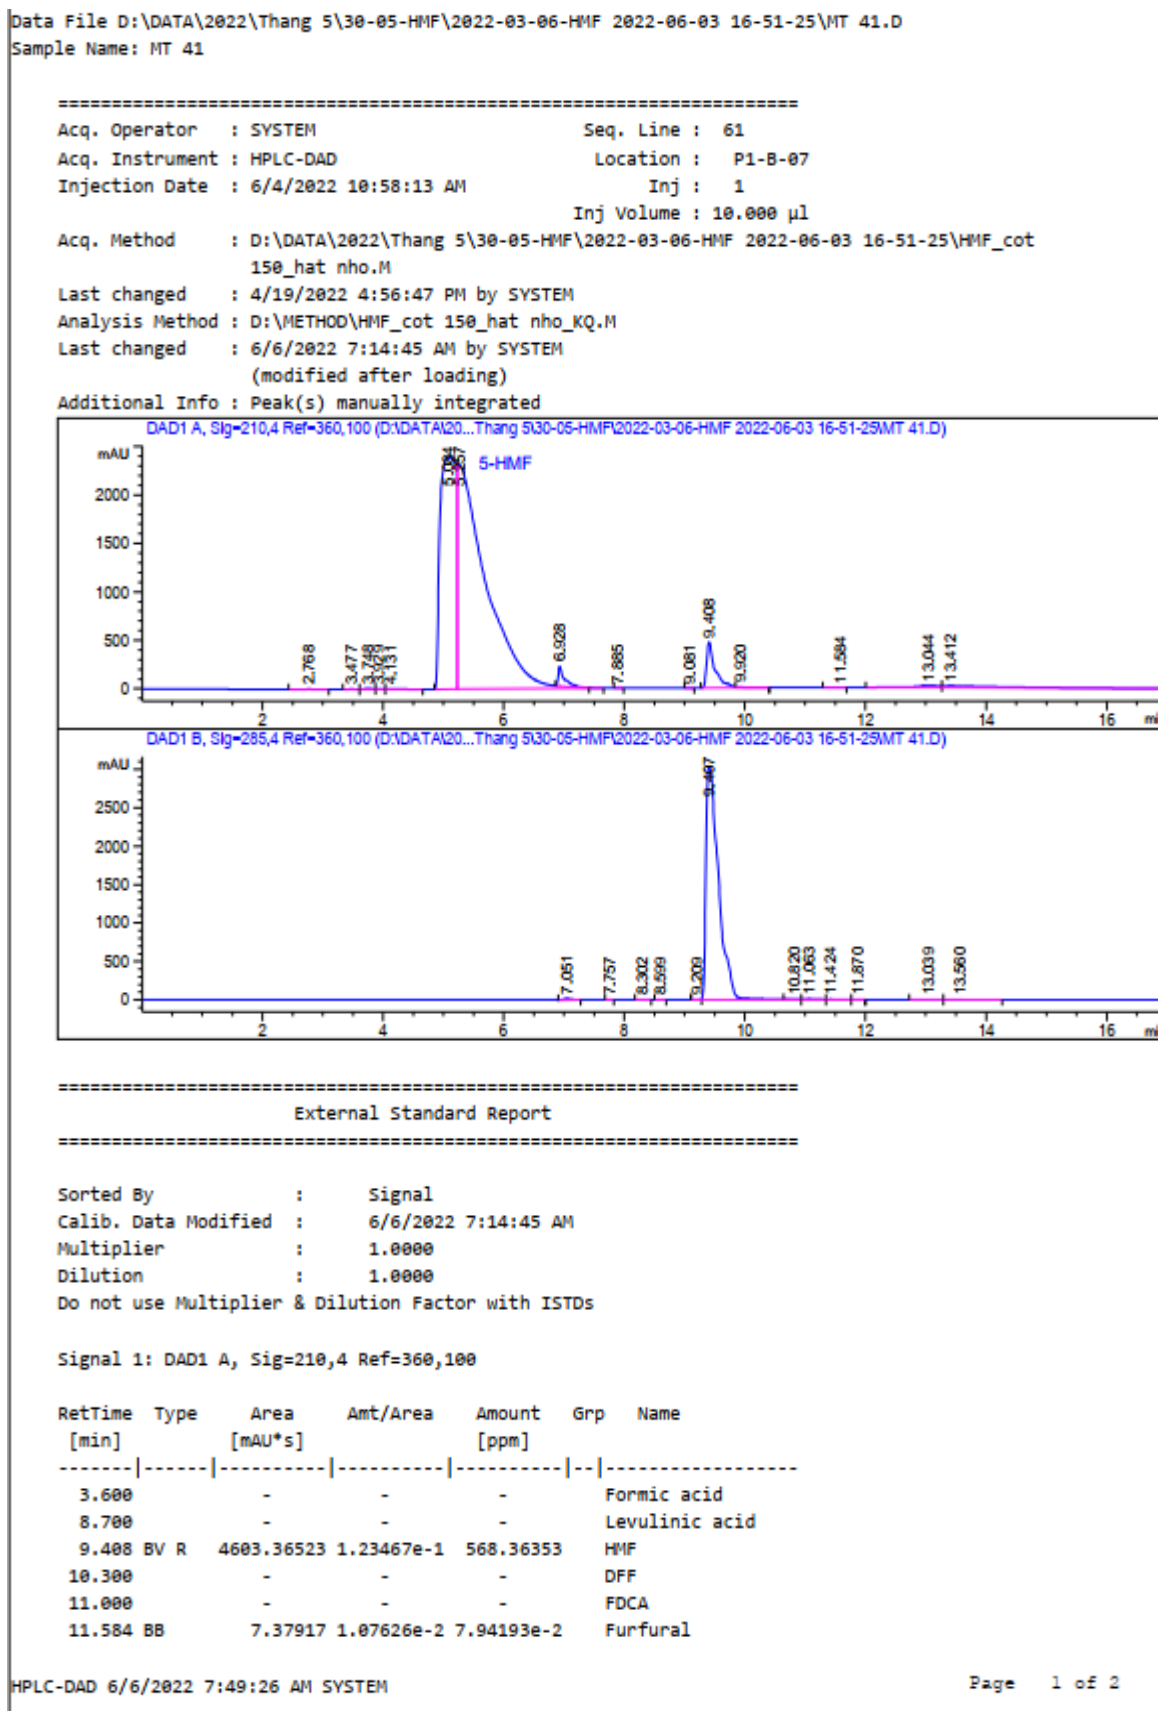 Data File D:\DATA\2022\Thang 5\30-05-HMF\2022-03-06-HMF 2022-06-03 16-51-25\MT 41.D
Sample Name: MT 41
=====================================================================
Acq. Operator : SYSTEM Seq. Line : 61
Acq. Instrument : HPLC-DAD Location : P1-B-07
Injection Date : 6/4/2022 10:58:13 AM Inj : 1
Inj Volume : 10.000 µl
Acq. Method : D:\DATA\2022\Thang 5\30-05-HMF\2022-03-06-HMF 2022-06-03 16-51-25\HMF_cot
150_hat nho.M
Last changed : 4/19/2022 4:56:47 PM by SYSTEM
Analysis Method : D:\METHOD\HMF_cot 150_hat nho_KQ.M
Last changed : 6/6/2022 7:14:45 AM by SYSTEM
(modified after loading)
Additional Info : Peak(s) manually integrated
DAD1 A, Sig=210,4 Ref=360,100 (D:\DATA\20...Thang 5\30-05-HMF\2022-03-06-HMF 2022-06-03 16-51-25\MT 41.D)
mAU
2000
1500
1000
500
0
2.768
3.477
3.748
3.929
4.131
5-HMF
6.928
7.885
9.081
9.408
9.920
11.584
13.044
13.412
2 4 6 8 10 12 14 16
DAD1 B, Sig=285,4 Ref=360,100 (D:\DATA\20...Thang 5\30-05-HMF\2022-03-06-HMF 2022-06-03 16-51-25\MT 41.D)
mAU
2500
2000
1500
1000
500
0
7.051
7.757
8.302
8.599
9.209
9.407
10.820
11.063
11.424
11.870
13.039
13.560
2 4 6 8 10 12 14 16
=====================================================================
External Standard Report
=====================================================================
Sorted By : Signal
Calib. Data Modified : 6/6/2022 7:14:45 AM
Multiplier : 1.0000
Dilution : 1.0000
Do not use Multiplier & Dilution Factor with ISTDs
Signal 1: DAD1 A, Sig=210,4 Ref=360,100
RetTime Type Area Amt/Area Amount Grp Name
[min] [mAU*s] [ppm]
-------|------|----------|----------|----------|--|------------------
3.600 - - - Formic acid
8.700 - - - Levulinic acid
9.408 BV R 4603.36523 1.23467e-1 568.36353 HMF
10.300 - - - DFF
11.000 - - - FDCA
11.584 BB 7.37917 1.07626e-2 7.94193e-2 Furfural
HPLC-DAD 6/6/2022 7:49:26 AM SYSTEM Page 1 of 2